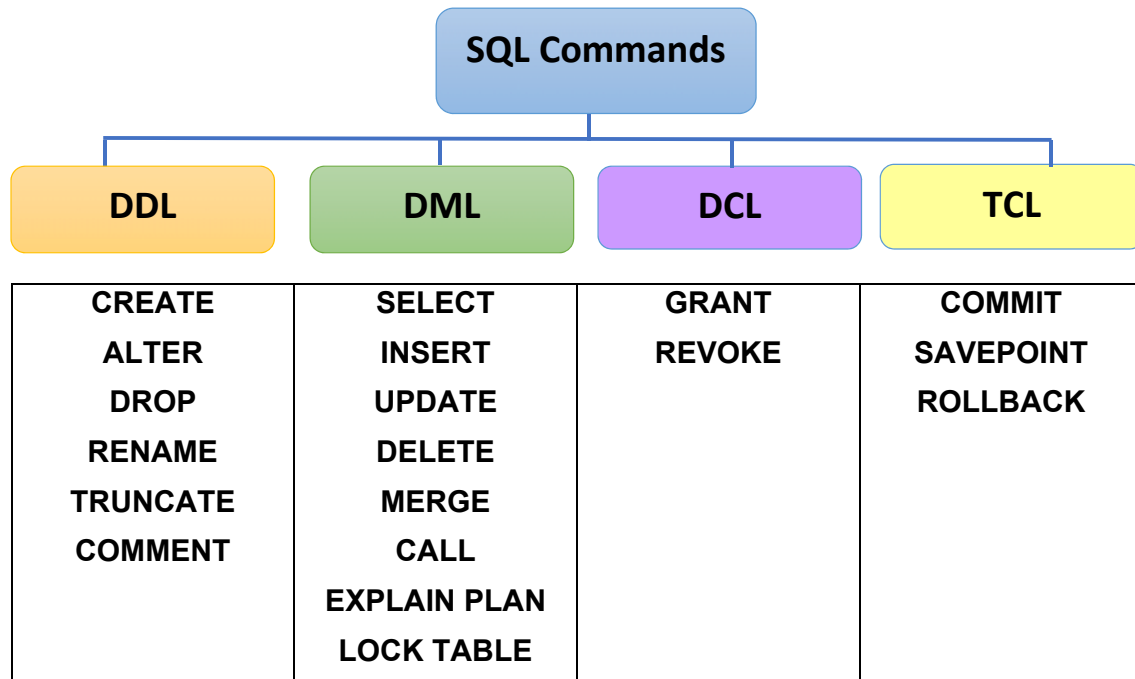 SQL Commands
DDL
DML
DCL
TCL
CREATE
ALTER
DROP
RENAME
TRUNCATE
COMMENT
SELECT
INSERT
UPDATE
DELETE
MERGE
CALL
EXPLAIN PLAN
LOCK TABLE
GRANT
REVOKE
COMMIT
SAVEPOINT
ROLLBACK